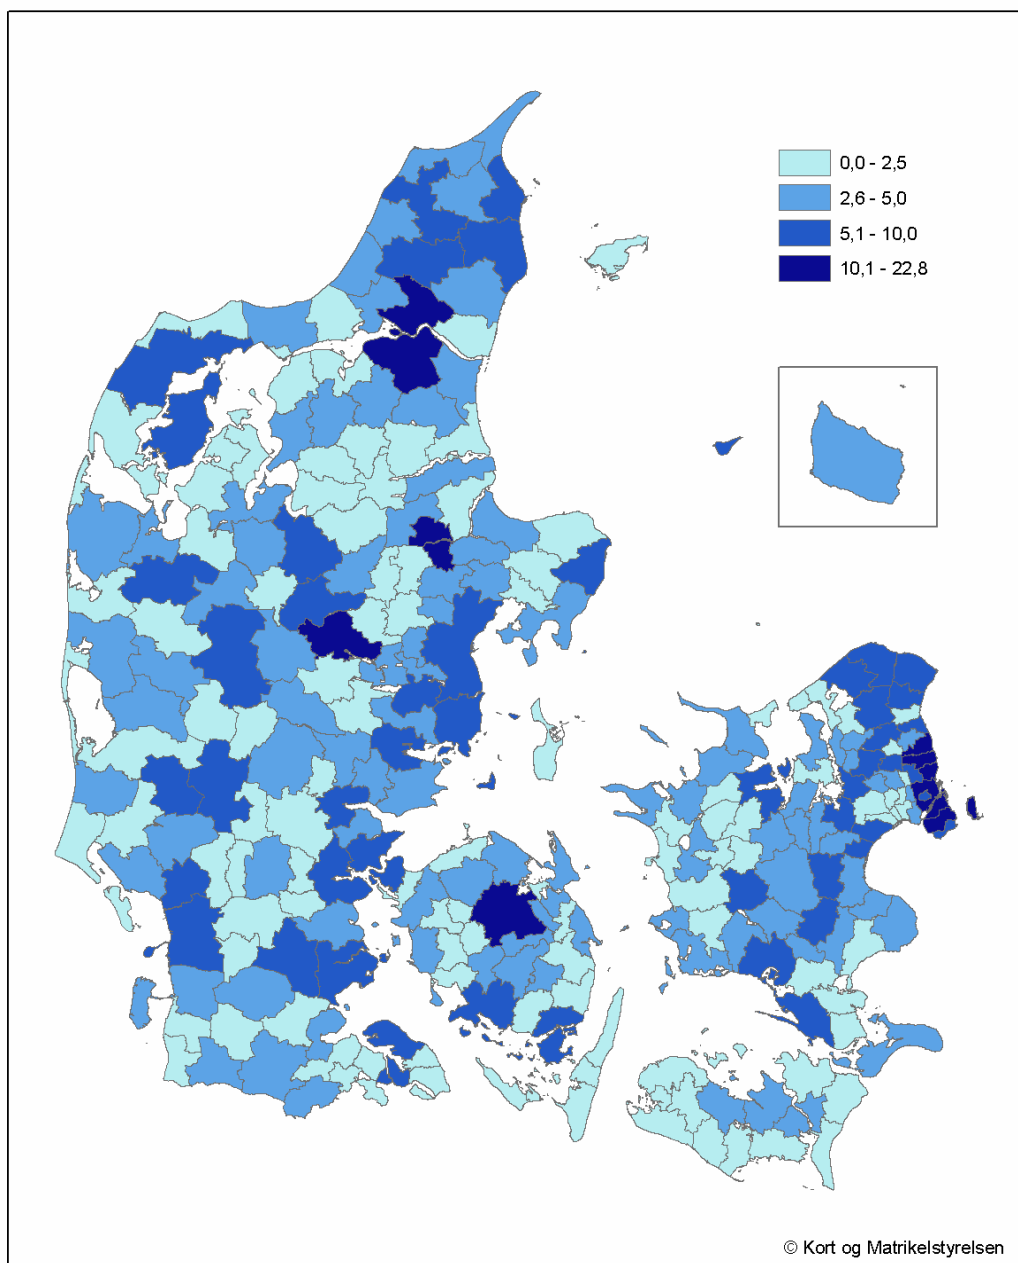 0,0 - 2,5
2,6 - 5,0
5,1 - 10,0
10,1 - 22,8
© Kort og Matrikelstyrelsen